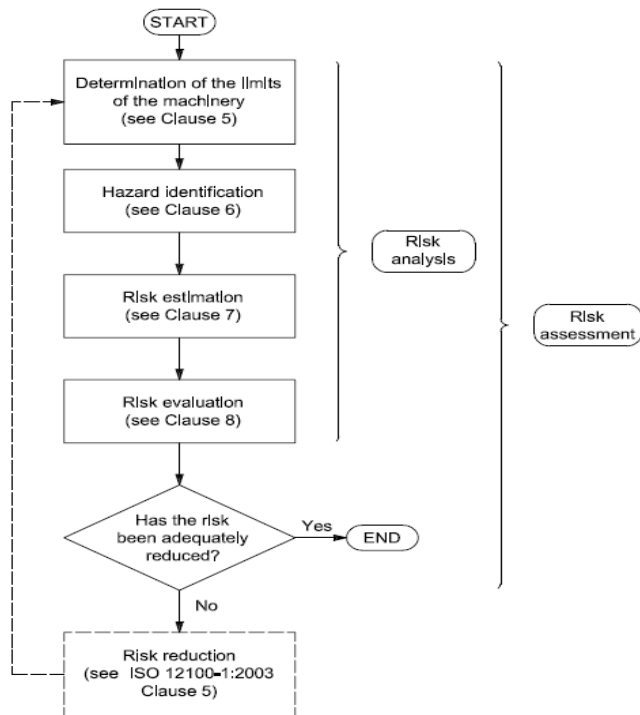 START
Determination of the limits
of the machinery
(see Clause 5)
Hazard identification
(see Clause 6)
Risk
analysis
Risk estimation
(see Clause 7)
Risk
assessment
Risk evaluation
(see Clause 8)
Has the risk
been adequately
reduced?
Yes
END
No
Risk reduction
(see ISO 12100-1:2003
Clause 5)